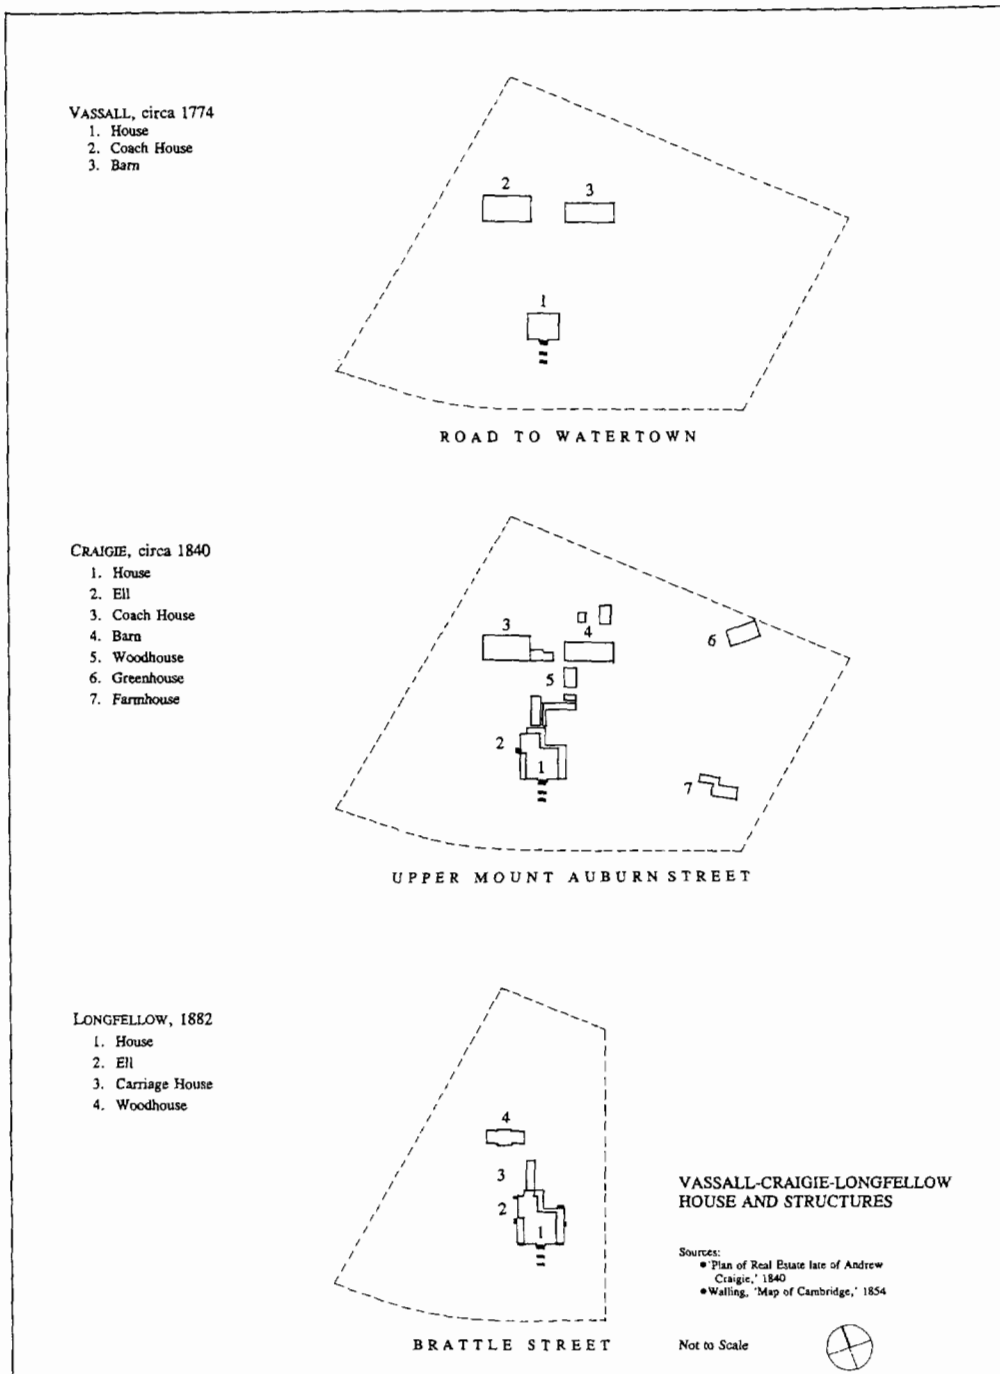 VASSALL, circa 1774
1. House
2. Coach House
3. Barn
2
3
1
ROAD TO WATERTOWN
CRAIGIE, circa 1840
1. House
2. Ell
3. Coach House
4. Barn
5. Woodhouse
6. Greenhouse
7. Farmhouse
3
4
6
5
2
1
7
UPPER MOUNT AUBURN STREET
LONGFELLOW, 1882
1. House
2. Ell
3. Carriage House
4. Woodhouse
4
3
2
1
BRATTLE STREET
VASSALL-CRAIGIE-LONGFELLOW
HOUSE AND STRUCTURES
Sources:
•'Plan of Real Estate late of Andrew
Craigie,' 1840
•Walling, 'Map of Cambridge,' 1854
Not to Scale